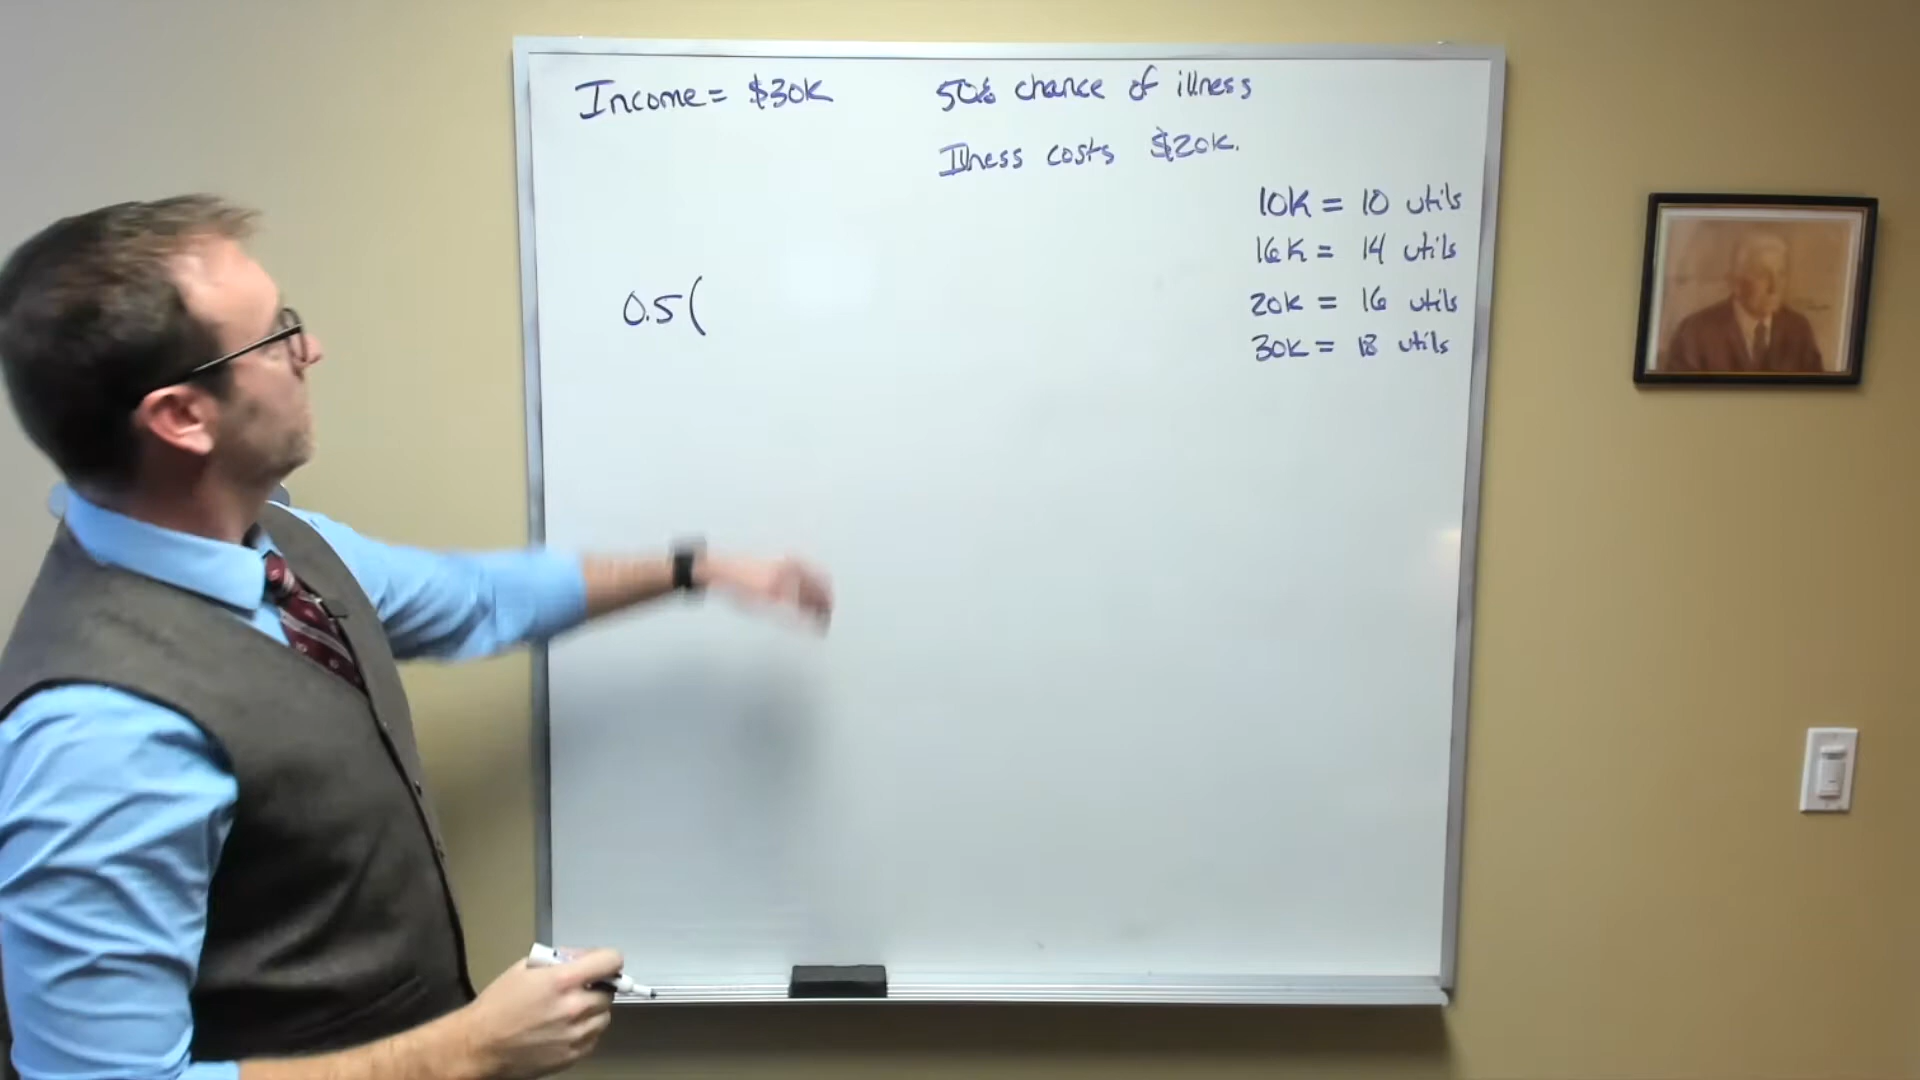 Income = $30K
50% chance of illness
Illness costs $20K.
10K = 10 utils
16K = 14 utils
20K = 16 utils
30K = 18 utils
0.5(